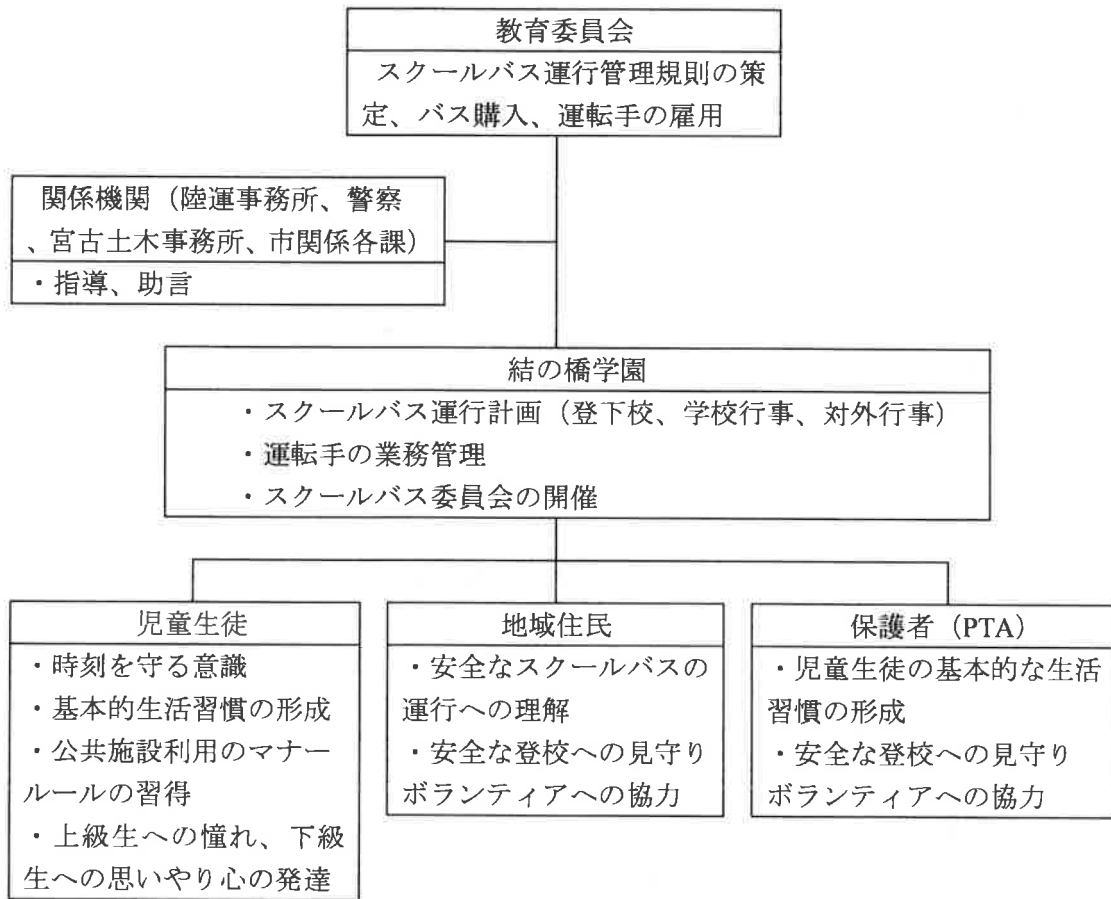 教育委員会
スクールバス運行管理規則の策
定、バス購入、運転手の雇用
関係機関（陸運事務所、警察
、宮古土木事務所、市関係各課）
・指導、助言
結の橋学園
・スクールバス運行計画（登下校、学校行事、対外行事）
・運転手の業務管理
・スクールバス委員会の開催
児童生徒
・時刻を守る意識
・基本的生活習慣の形成
・公共施設利用のマナー
ルールの習得
・上級生への憧れ、下級
生への思いやり心の発達
地域住民
・安全なスクールバスの
運行への理解
・安全な登校への見守り
ボランティアへの協力
保護者（PTA）
・児童生徒の基本的な生活
習慣の形成
・安全な登校への見守り
ボランティアへの協力